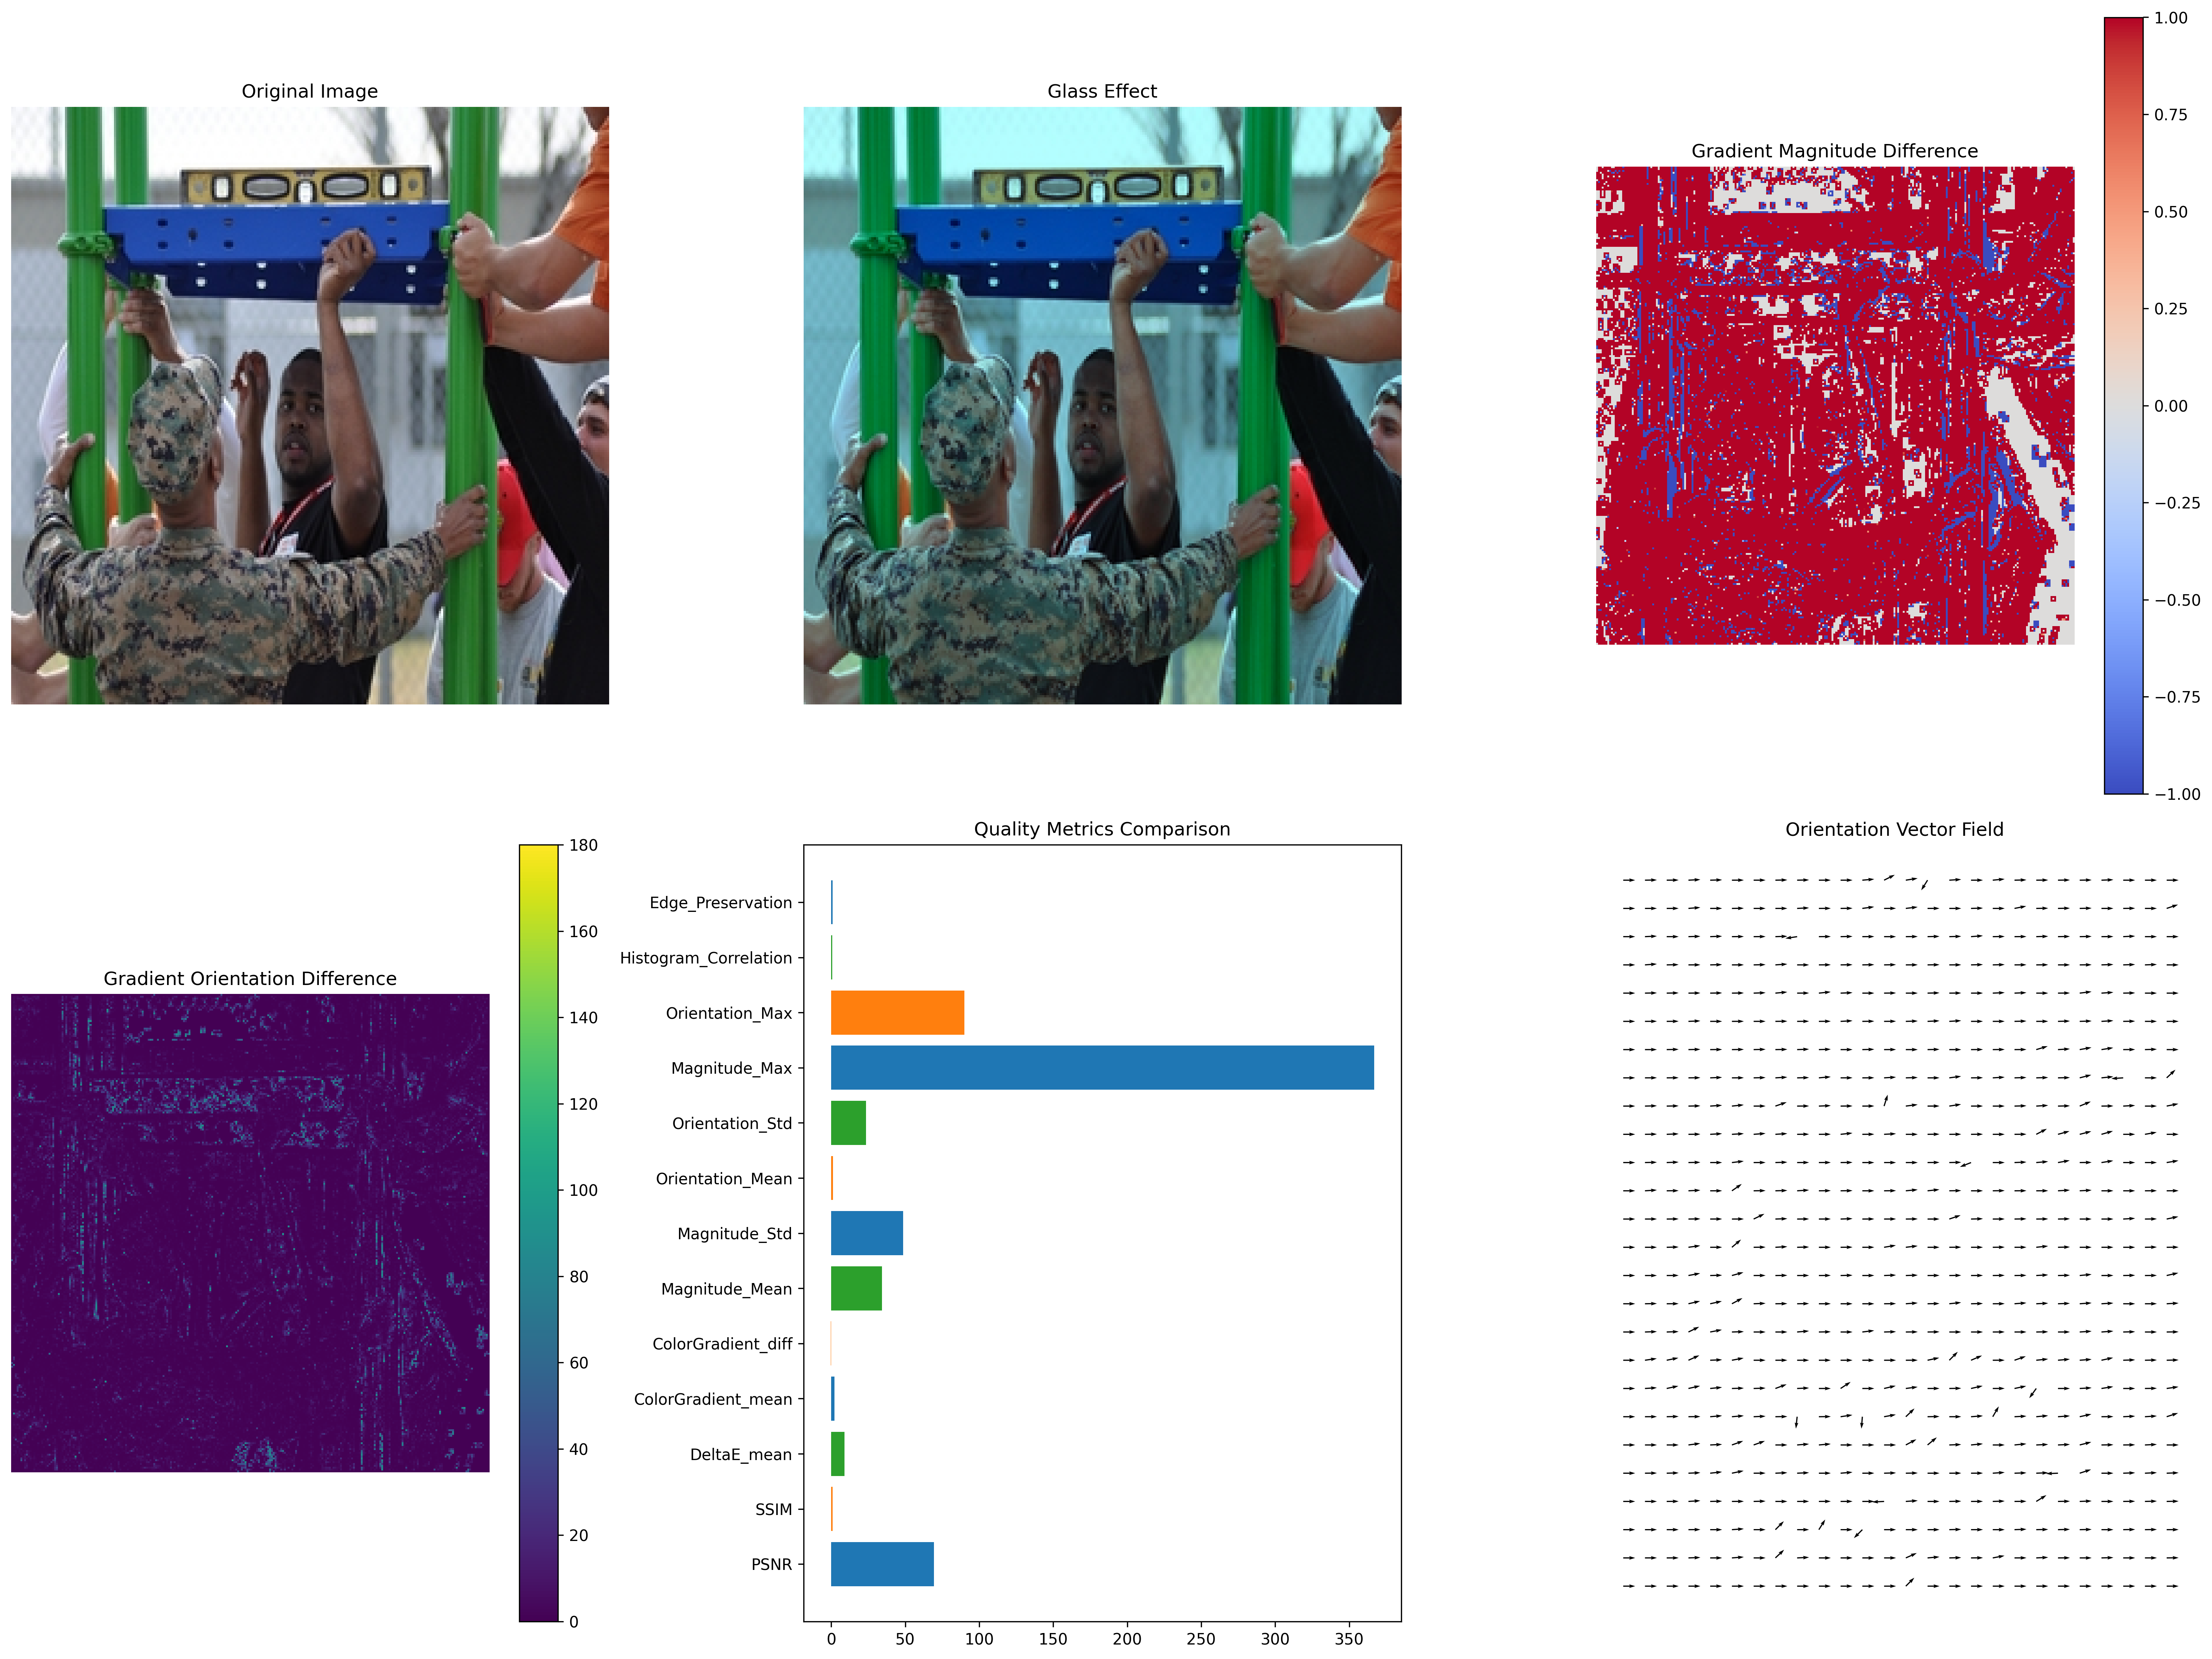 Original Image
Glass Effect
Gradient Magnitude Difference
1.00
0.75
0.50
0.25
0.00
−0.25
−0.50
−0.75
−1.00
Gradient Orientation Difference
180
160
140
120
100
80
60
40
20
0
Quality Metrics Comparison
Edge_Preservation
Histogram_Correlation
Orientation_Max
Magnitude_Max
Orientation_Std
Orientation_Mean
Magnitude_Std
Magnitude_Mean
ColorGradient_diff
ColorGradient_mean
DeltaE_mean
SSIM
PSNR
0 50 100 150 200 250 300 350
Orientation Vector Field